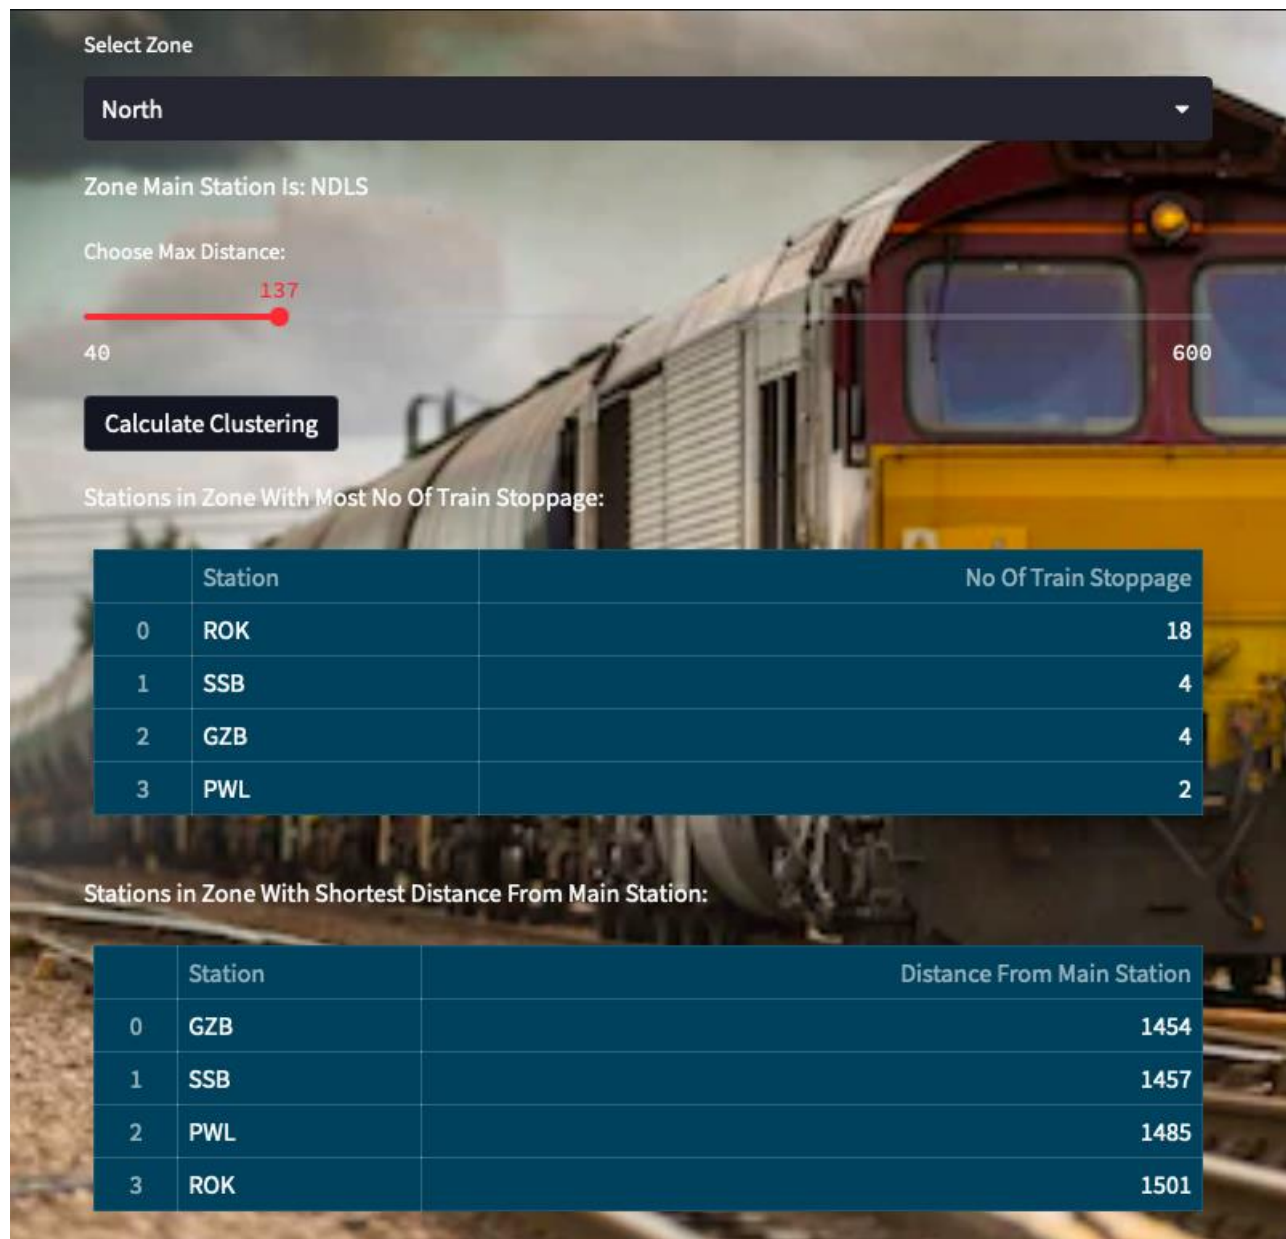 Select Zone
North
Zone Main Station Is: NDLS
Choose Max Distance:
137
40 600
Calculate Clustering
Stations in Zone With Most No Of Train Stoppage:
Station No Of Train Stoppage
0 ROK 18
1 SSB 4
2 GZB 4
3 PWL 2
Stations in Zone With Shortest Distance From Main Station:
Station Distance From Main Station
0 GZB 1454
1 SSB 1457
2 PWL 1485
3 ROK 1501